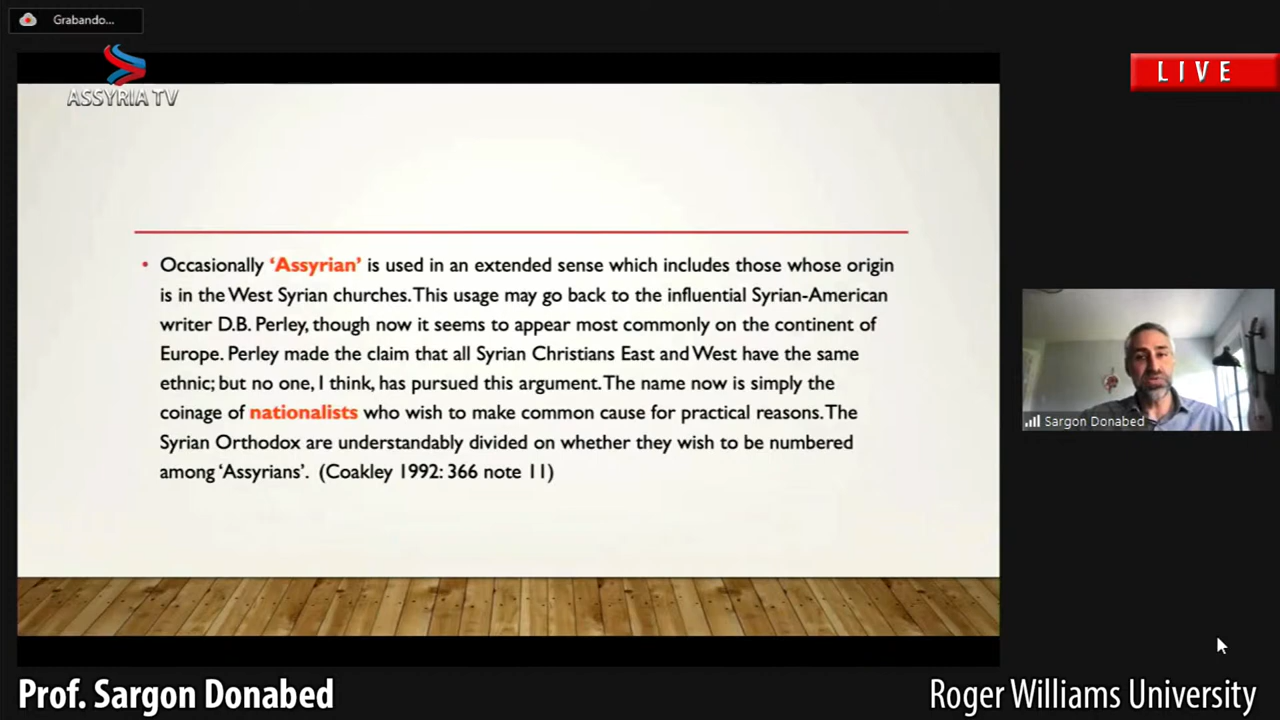 Grabando...
ASSYRIA TV
LIVE
• Occasionally ‘Assyrian’ is used in an extended sense which includes those whose origin
is in the West Syrian churches. This usage may go back to the influential Syrian-American
writer D.B. Perley, though now it seems to appear most commonly on the continent of
Europe. Perley made the claim that all Syrian Christians East and West have the same
ethnic; but no one, I think, has pursued this argument. The name now is simply the
coinage of nationalists who wish to make common cause for practical reasons. The
Syrian Orthodox are understandably divided on whether they wish to be numbered
among ‘Assyrians’. (Coakley 1992: 366 note 11)
Sargon Donabed
Prof. Sargon Donabed
Roger Williams University